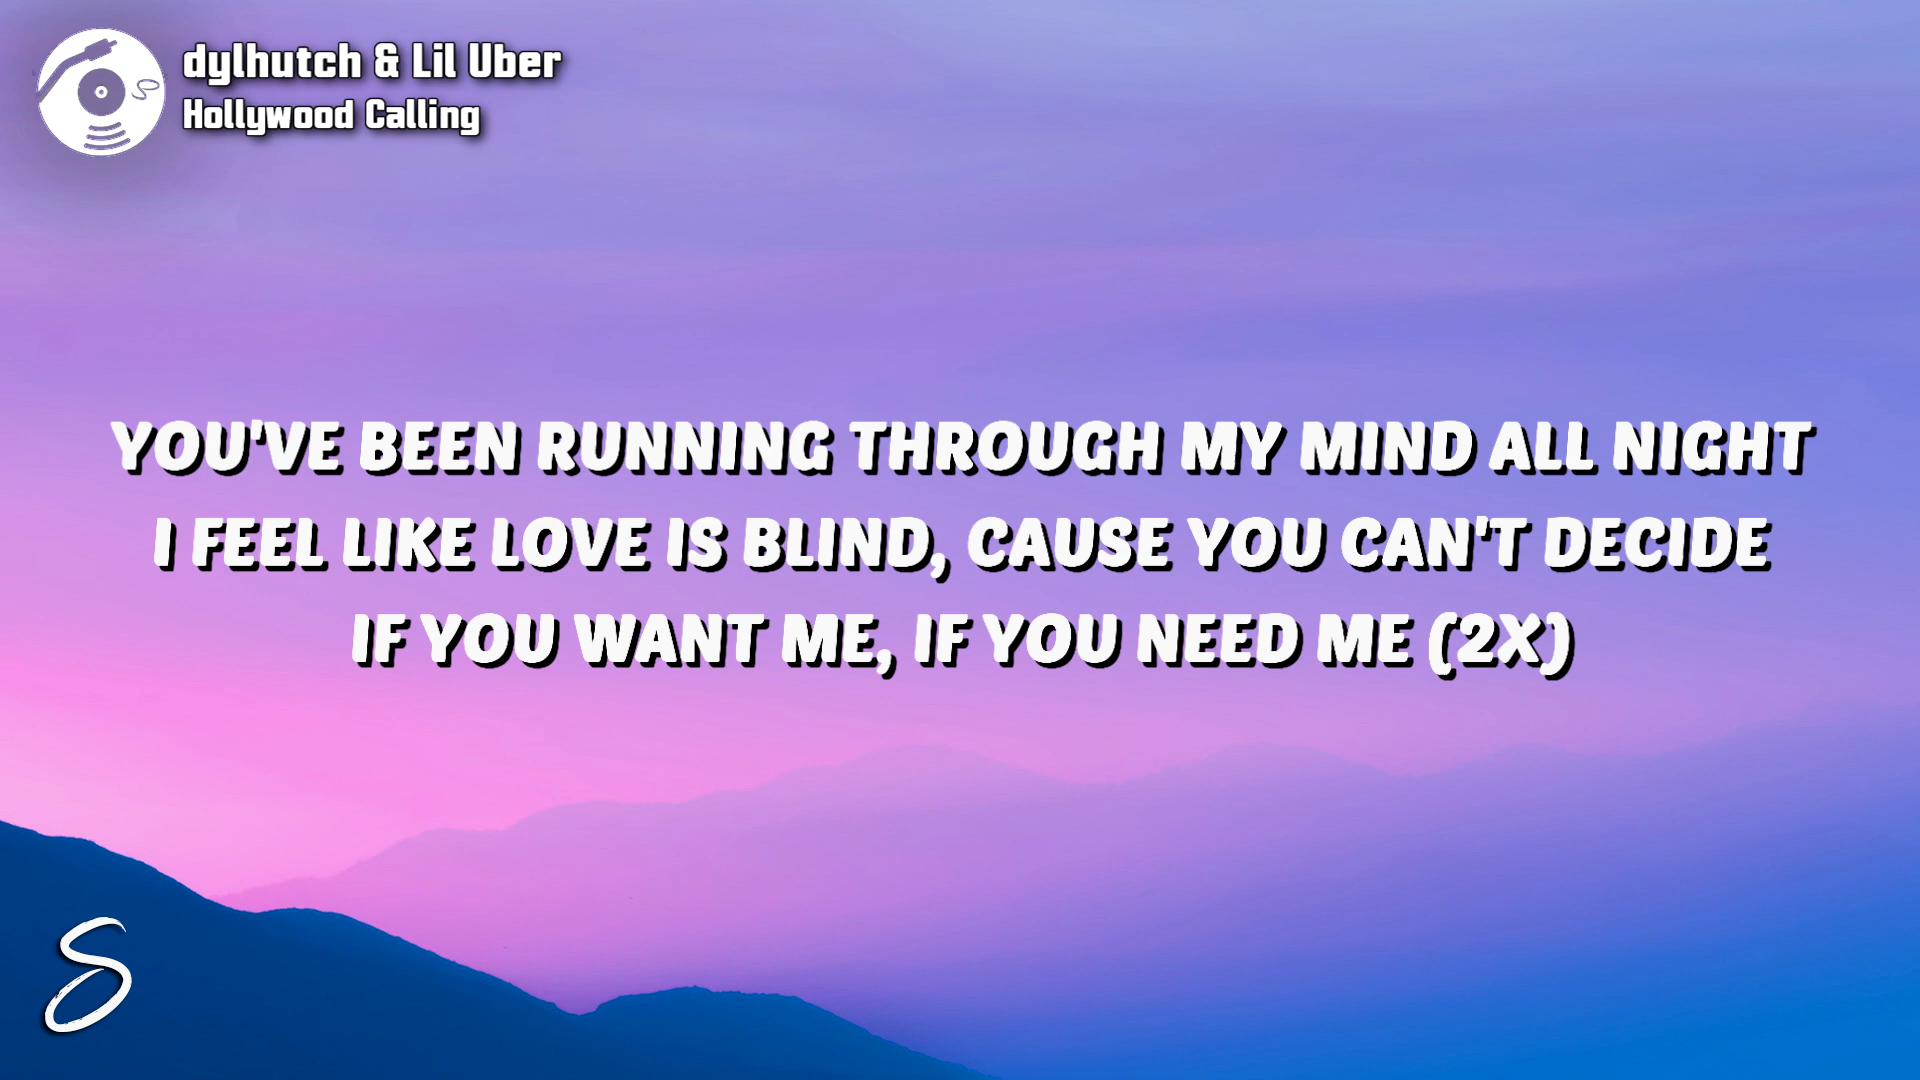 dylhutch & Lil Uber
Hollywood Calling
YOU'VE BEEN RUNNING THROUGH MY MIND ALL NIGHT
I FEEL LIKE LOVE IS BLIND, CAUSE YOU CAN'T DECIDE
IF YOU WANT ME, IF YOU NEED ME (2X)
S